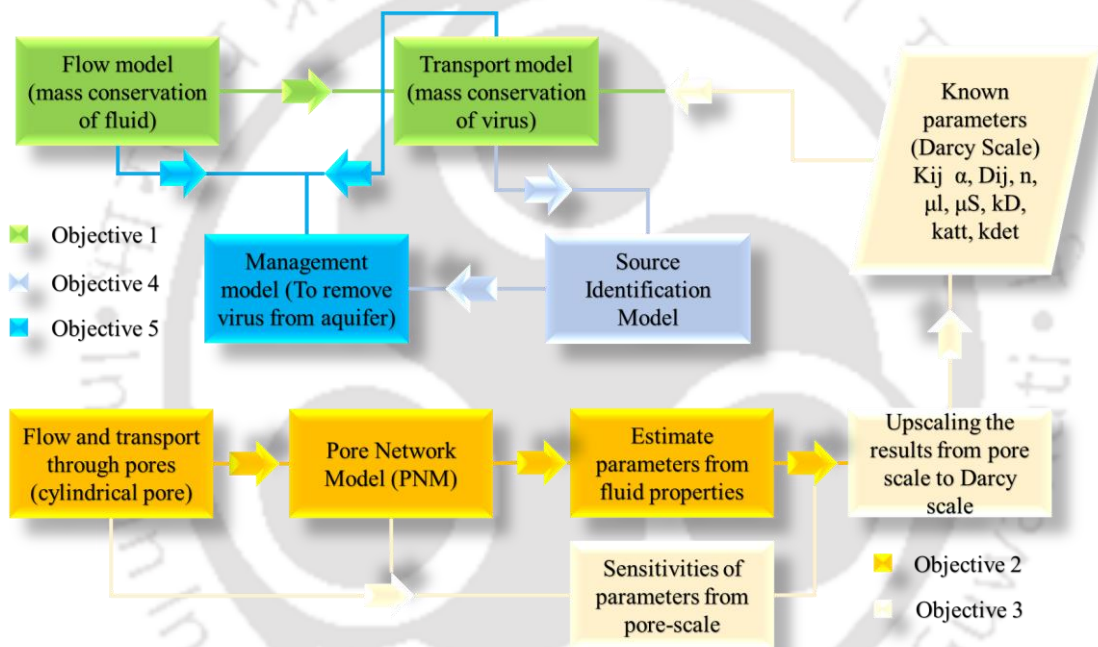 Flow model
(mass conservation
of fluid)
Transport model
(mass conservation
of virus)
Known
parameters
(Darcy Scale)
Kij α, Dij, n,
μl, μS, kD,
katt, kdet
Objective 1
Objective 4
Objective 5
Management
model (To remove
virus from aquifer)
Source
Identification
Model
Flow and transport
through pores
(cylindrical pore)
Pore Network
Model (PNM)
Estimate
parameters from
fluid properties
Upscaling the
results from pore
scale to Darcy
scale
Sensitivities of
parameters from
pore-scale
Objective 2
Objective 3